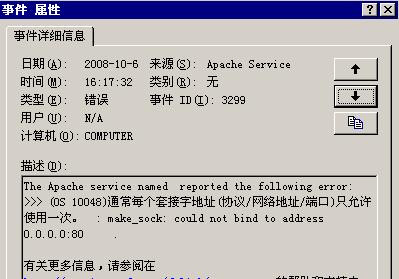 事件 属性
事件详细信息
日期(A): 2008-10-6 来源(S): Apache Service
时间(M): 16:17:32 类别(R): 无
类型(E): 错误 事件 ID(I): 3299
用户(U): N/A
计算机(O): COMPUTER
描述(D):
The Apache service named  reported the following error:
>>> (OS 10048)通常每个套接字地址(协议/网络地址/端口)只允许
使用一次。 : make_sock: could not bind to address
0.0.0.0:80 .
有关更多信息，请参阅在